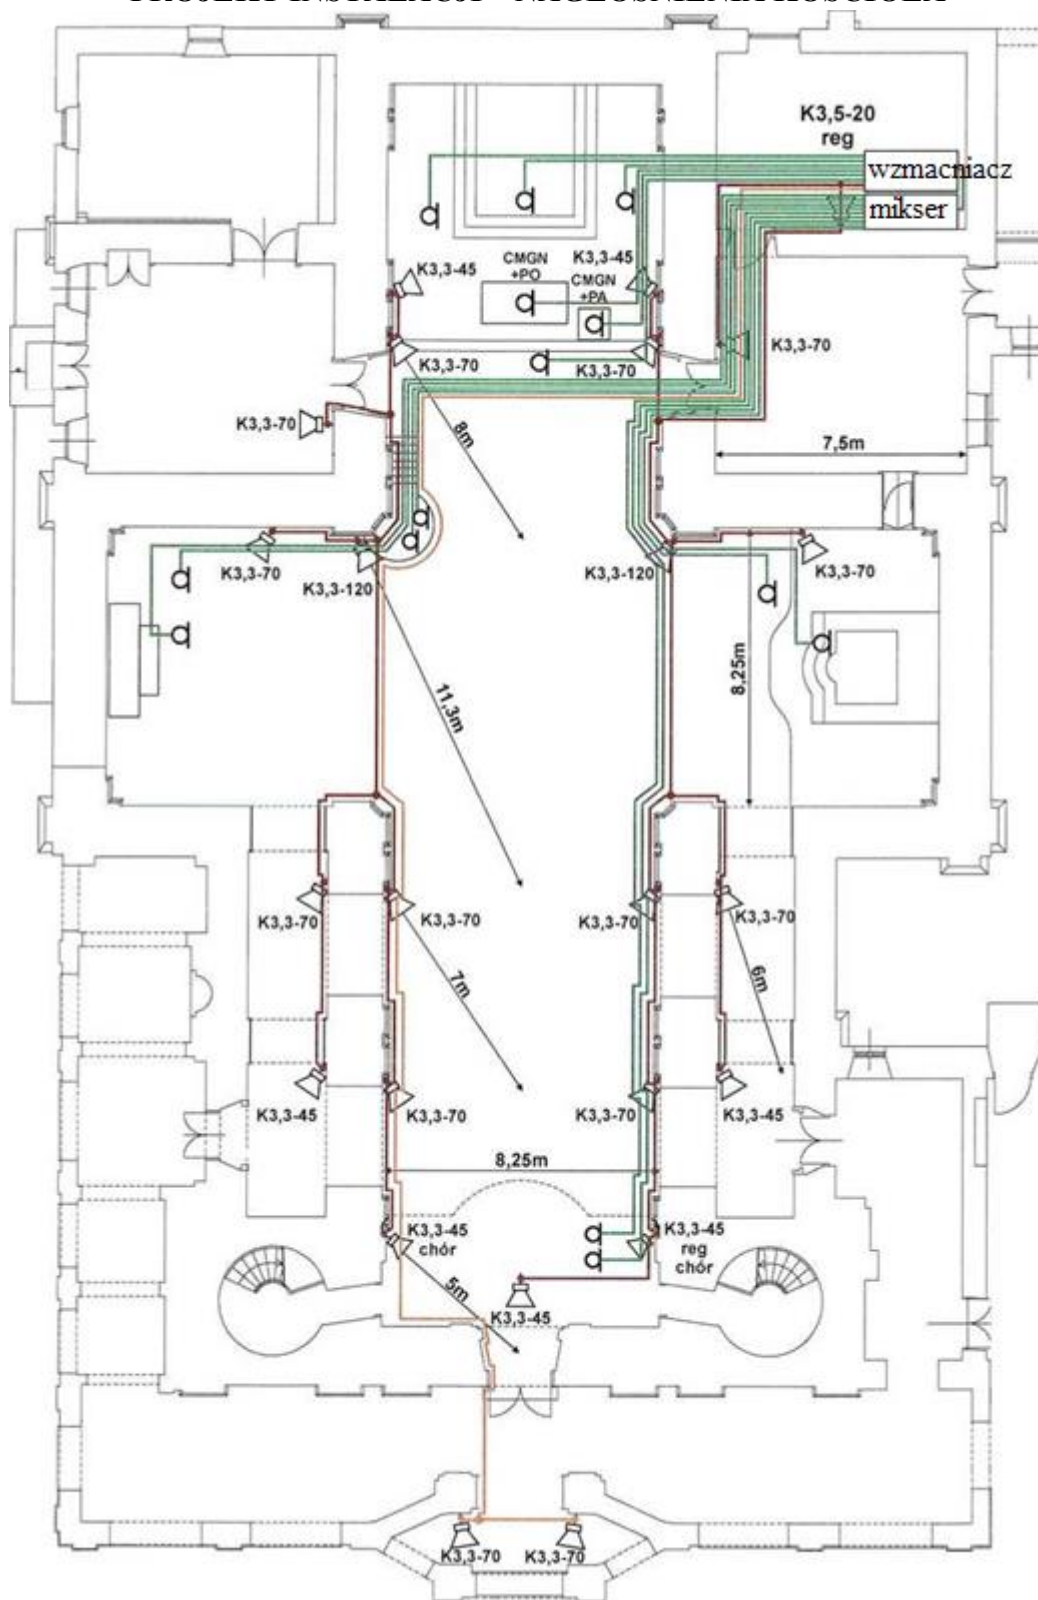 PROJEKT INSTALACJI NAGŁOŚNIENIA KOŚCIOŁA
K3,5-20
reg
wzmacniacz
mikser
K3,3-45
CMGN
+PO
K3,3-45
CMGN
+PA
K3,3-70
K3,3-70
K3,3-70
K3,3-70
8m
7,5m
K3,3-70
K3,3-120
K3,3-120
K3,3-70
8,25m
11,3m
K3,3-70
K3,3-70
K3,3-70
K3,3-70
7m
6m
K3,3-45
K3,3-70
K3,3-70
K3,3-45
8,25m
K3,3-45
chór
K3,3-45
reg
chór
5m
K3,3-45
K3,3-70
K3,3-70